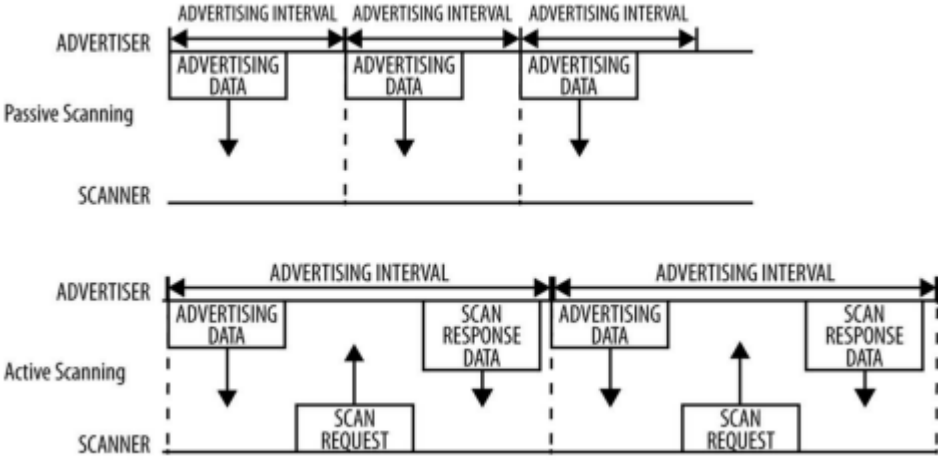 ADVERTISING INTERVAL ADVERTISING INTERVAL ADVERTISING INTERVAL
ADVERTISER
ADVERTISING ADVERTISING ADVERTISING
DATA DATA DATA
Passive Scanning
SCANNER
ADVERTISING INTERVAL ADVERTISING INTERVAL
ADVERTISER
ADVERTISING SCAN ADVERTISING SCAN
DATA RESPONSE DATA RESPONSE
DATA DATA
Active Scanning
SCAN SCAN
REQUEST REQUEST
SCANNER